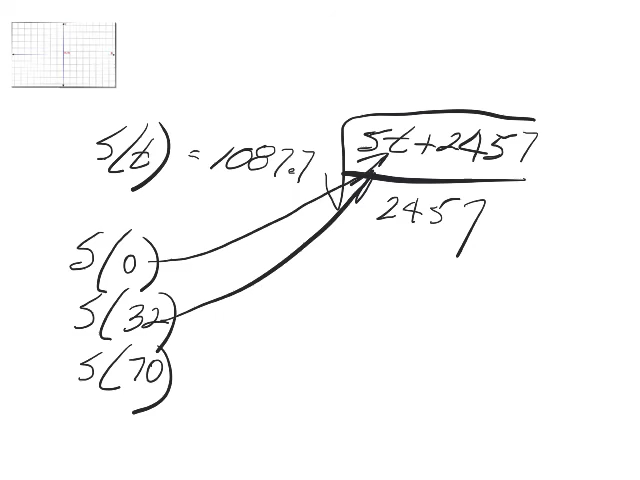 S(t) = 1087.7 √5t+2457
2457
S(0)
S(32)
S(70)